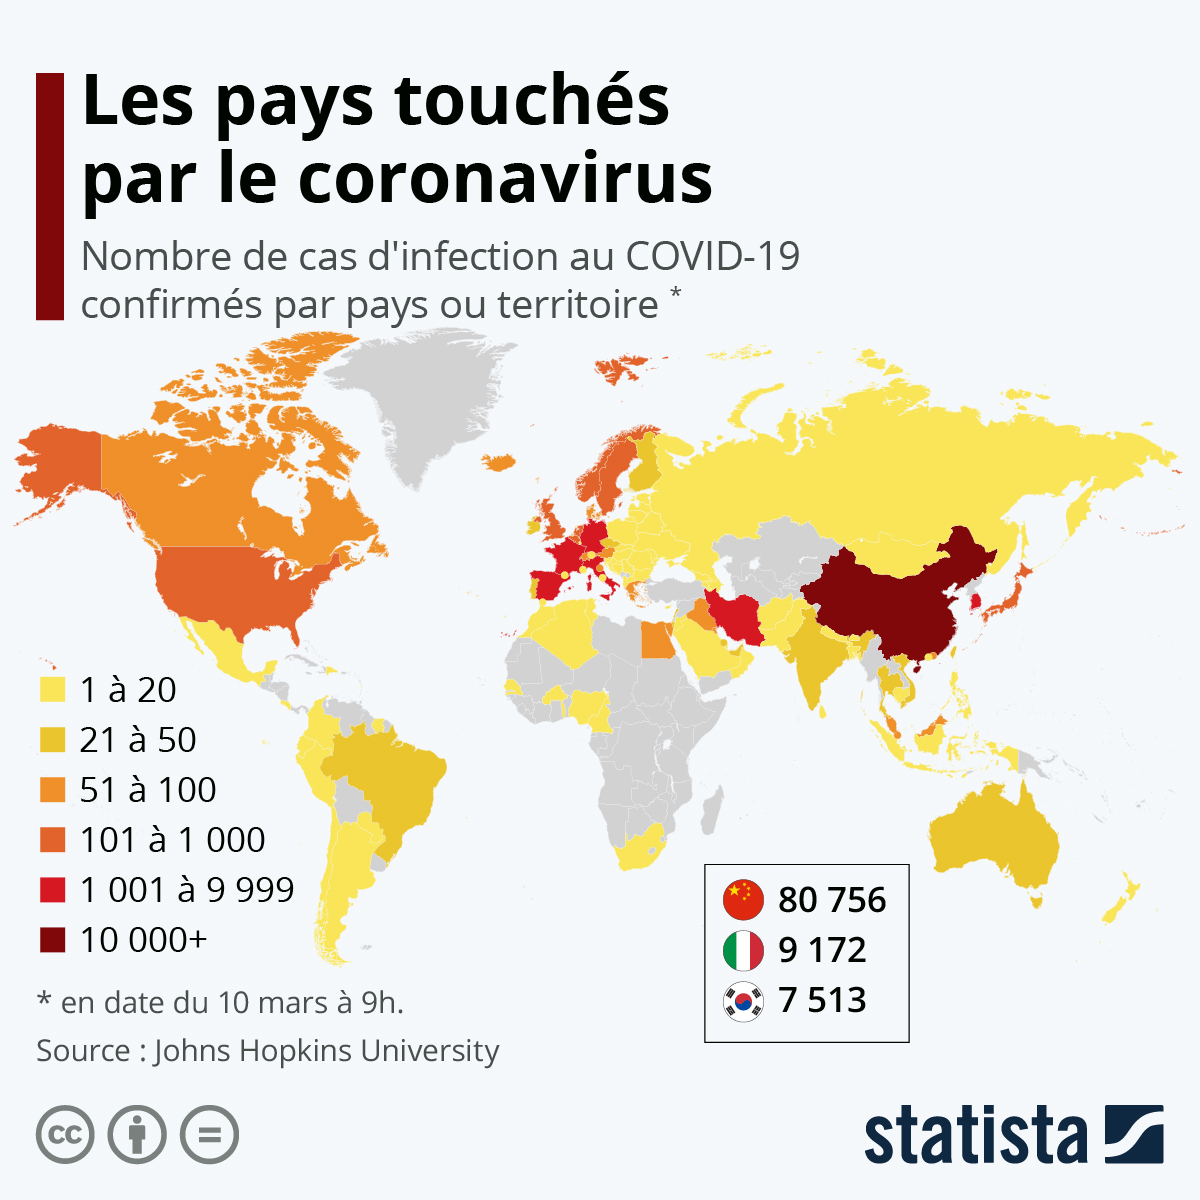 Les pays touchés
par le coronavirus
Nombre de cas d'infection au COVID-19
confirmés par pays ou territoire *
1 à 20
21 à 50
51 à 100
101 à 1 000
1 001 à 9 999
10 000+
80 756
9 172
7 513
* en date du 10 mars à 9h.
Source : Johns Hopkins University
cc
statista